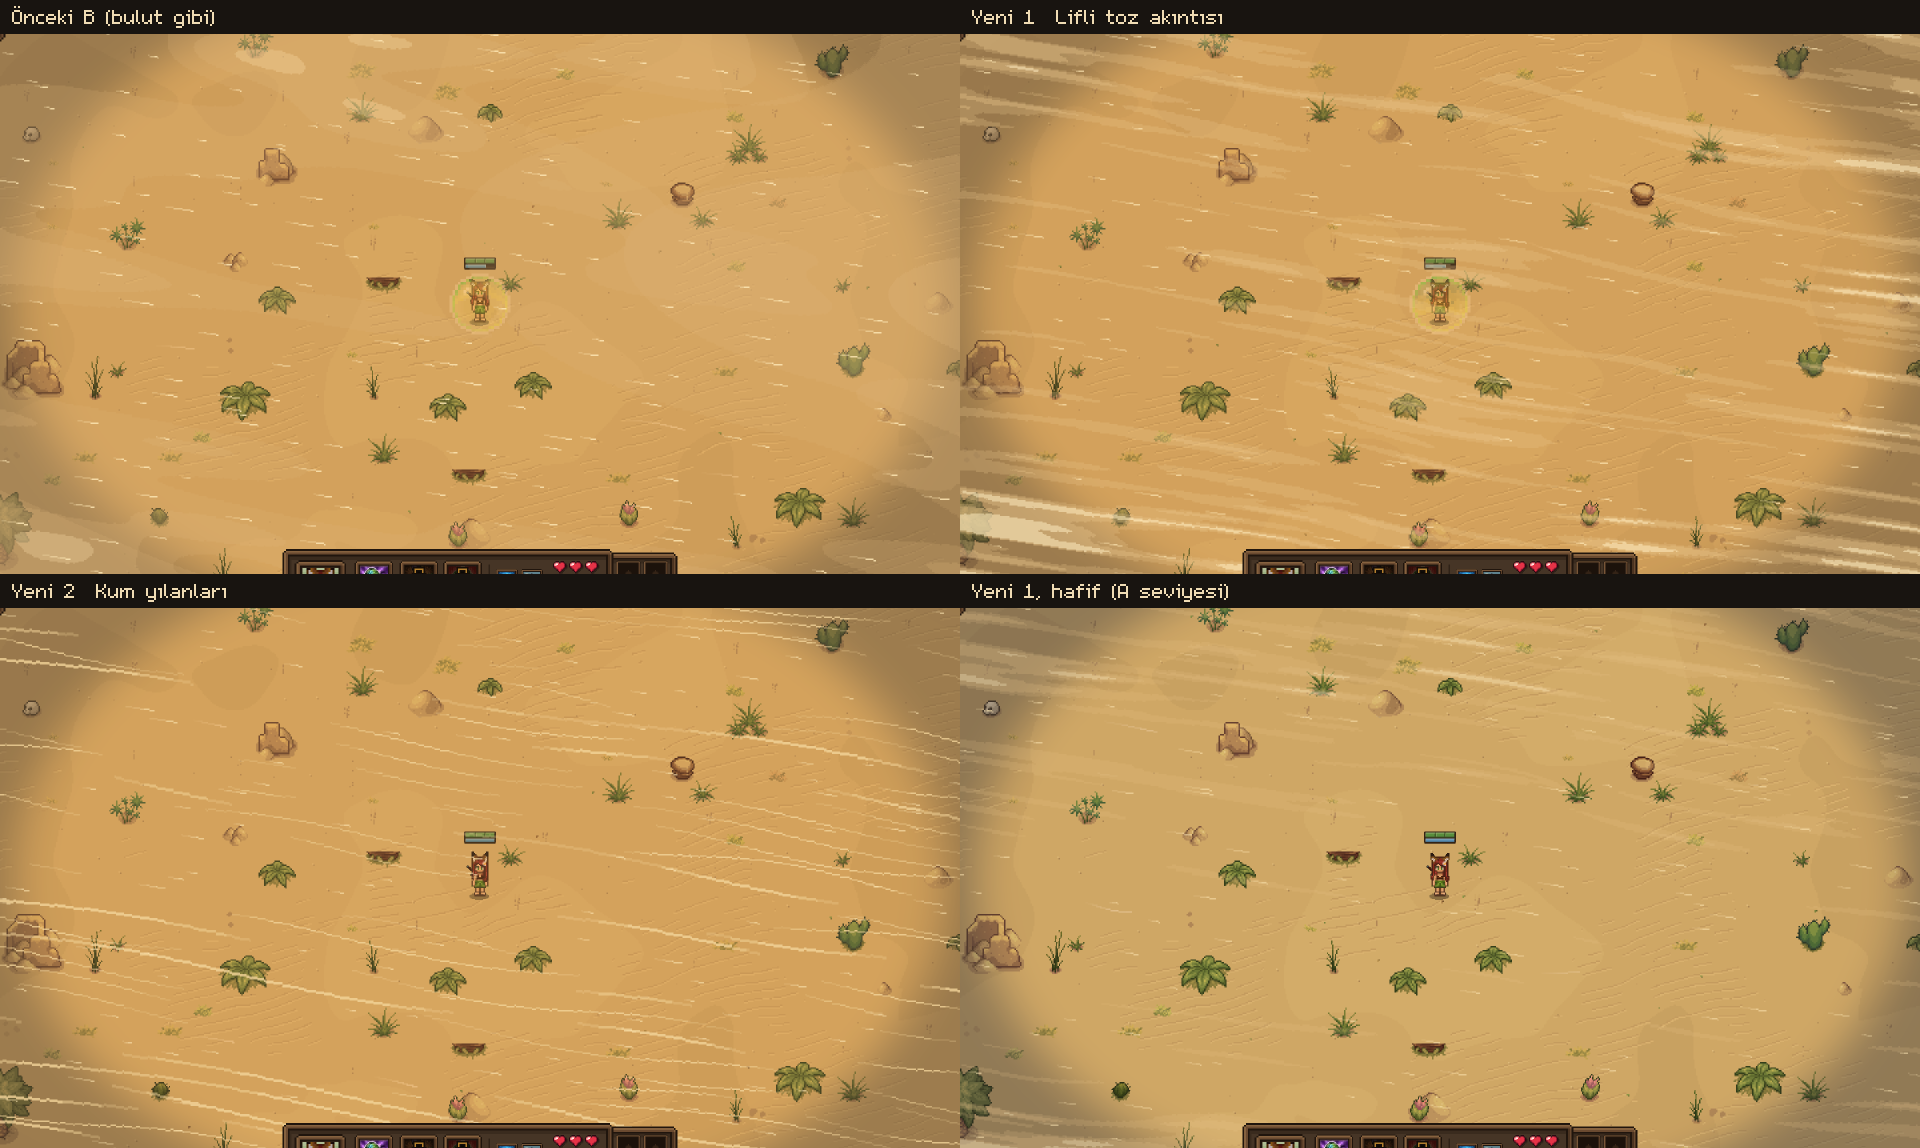 Önceki B (bulut gibi)
Yeni 1 Lifli toz akıntısı
Yeni 2 Kum yılanları
Yeni 1, hafif (A seviyesi)